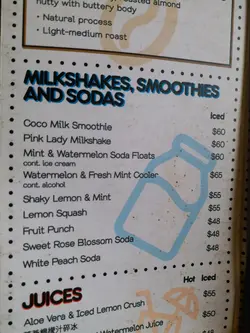 nutty with buttery body
• Natural process
• Light-medium roast
MILKSHAKES, SMOOTHIES
AND SODAS
Iced
Coco Milk Smoothie $60
Pink Lady Milkshake $60
Mint & Watermelon Soda Floats $60
cont. ice cream
Watermelon & Fresh Mint Cooler $65
cont. alcohol
Shaky Lemon & Mint $55
Lemon Squash $55
Fruit Punch $48
Sweet Rose Blossom Soda $48
White Peach Soda $48
JUICES Hot Iced
Aloe Vera & Iced Lemon Crush $50
Watermelon Juice $50